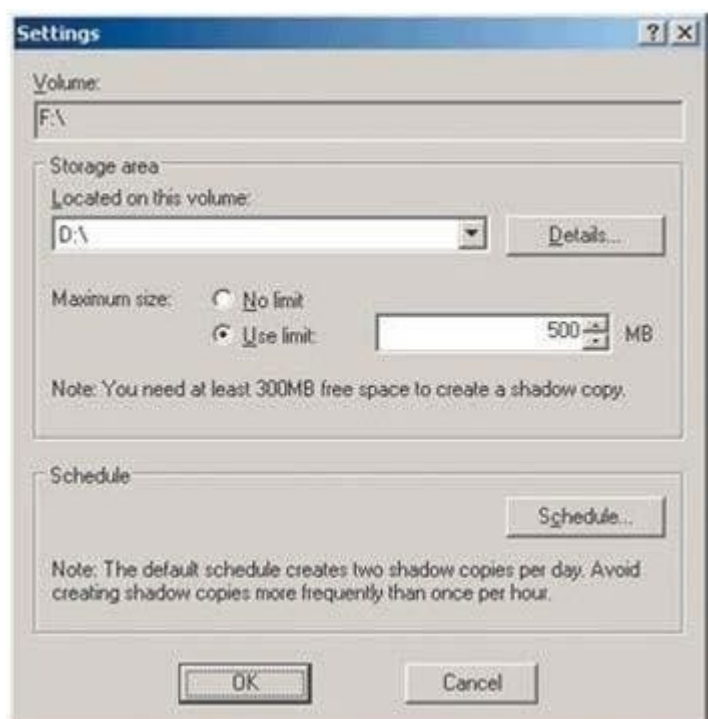 Settings
Volume:
F:\
Storage area
Located on this volume:
D:\
Details...
Maximum size:
No limit
Use limit:
500
MB
Note: You need at least 300MB free space to create a shadow copy.
Schedule
Schedule...
Note: The default schedule creates two shadow copies per day. Avoid
creating shadow copies more frequently than once per hour.
OK
Cancel